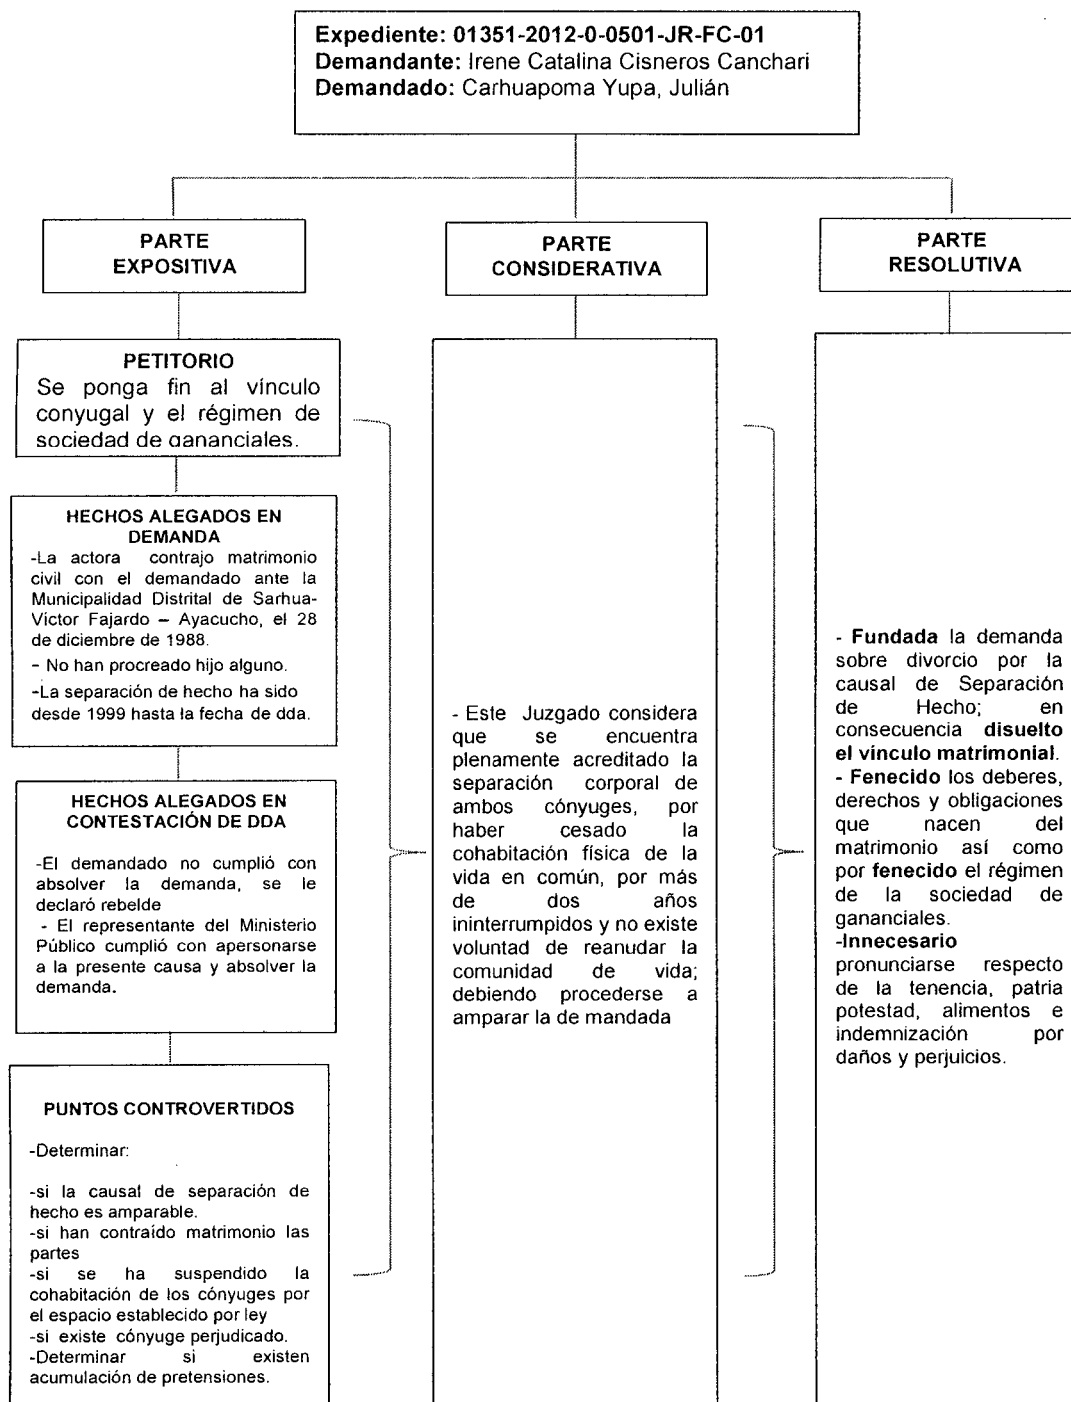 Expediente: 01351-2012-0-0501-JR-FC-01
Demandante: Irene Catalina Cisneros Canchari
Demandado: Carhuapoma Yupa, Julián
PARTE
EXPOSITIVA
PETITORIO
Se ponga fin al vínculo
conyugal y el régimen de
sociedad de gananciales.
HECHOS ALEGADOS EN
DEMANDA
-La actora contrajo matrimonio
civil con el demandado ante la
Municipalidad Distrital de Sarhua-
Víctor Fajardo – Ayacucho, el 28
de diciembre de 1988.
- No han procreado hijo alguno.
-La separación de hecho ha sido
desde 1999 hasta la fecha de dda.
HECHOS ALEGADOS EN
CONTESTACIÓN DE DDA
-El demandado no cumplió con
absolver la demanda, se le
declaró rebelde
- El representante del Ministerio
Público cumplió con apersonarse
a la presente causa y absolver la
demanda.
PUNTOS CONTROVERTIDOS
-Determinar:
-si la causal de separación de
hecho es amparable.
-si han contraído matrimonio las
partes
-si se ha suspendido la
cohabitación de los cónyuges por
el espacio establecido por ley
-si existe cónyuge perjudicado.
-Determinar si existen
acumulación de pretensiones.
PARTE
CONSIDERATIVA
- Este Juzgado considera
que se encuentra
plenamente acreditado la
separación corporal de
ambos cónyuges, por
haber cesado la
cohabitación física de la
vida en común, por más
de dos años
ininterrumpidos y no existe
voluntad de reanudar la
comunidad de vida;
debiendo procederse a
amparar la de mandada
PARTE
RESOLUTIVA
- Fundada la demanda
sobre divorcio por la
causal de Separación
de Hecho; en
consecuencia disuelto
el vínculo matrimonial.
- Fenecido los deberes,
derechos y obligaciones
que nacen del
matrimonio así como
por fenecido el régimen
de la sociedad de
gananciales.
-Innecesario
pronunciarse respecto
de la tenencia, patria
potestad, alimentos e
indemnización por
daños y perjuicios.